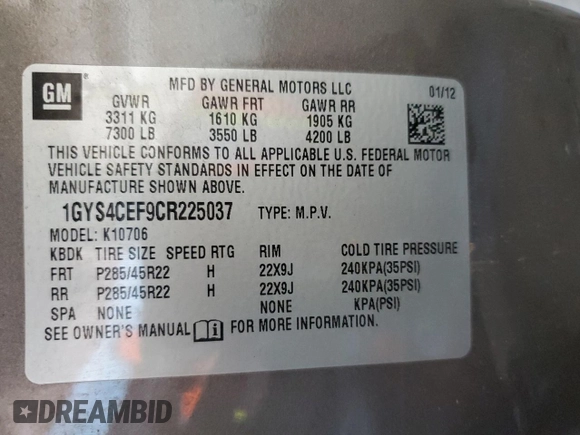 GM
MFD BY GENERAL MOTORS LLC
01/12
GVWR GAWR FRT GAWR RR
3311 KG 1610 KG 1905 KG
7300 LB 3550 LB 4200 LB
THIS VEHICLE CONFORMS TO ALL APPLICABLE U.S. FEDERAL MOTOR
VEHICLE SAFETY STANDARDS IN EFFECT ON THE DATE OF
MANUFACTURE SHOWN ABOVE.
1GYS4CEF9CR225037 TYPE: M.P.V.
MODEL: K10706
KBDK TIRE SIZE SPEED RTG RIM COLD TIRE PRESSURE
FRT P285/45R22 H 22X9J 240KPA(35PSI)
RR P285/45R22 H 22X9J 240KPA(35PSI)
SPA NONE NONE KPA(PSI)
SEE OWNER'S MANUAL FOR MORE INFORMATION.
DREAMBID